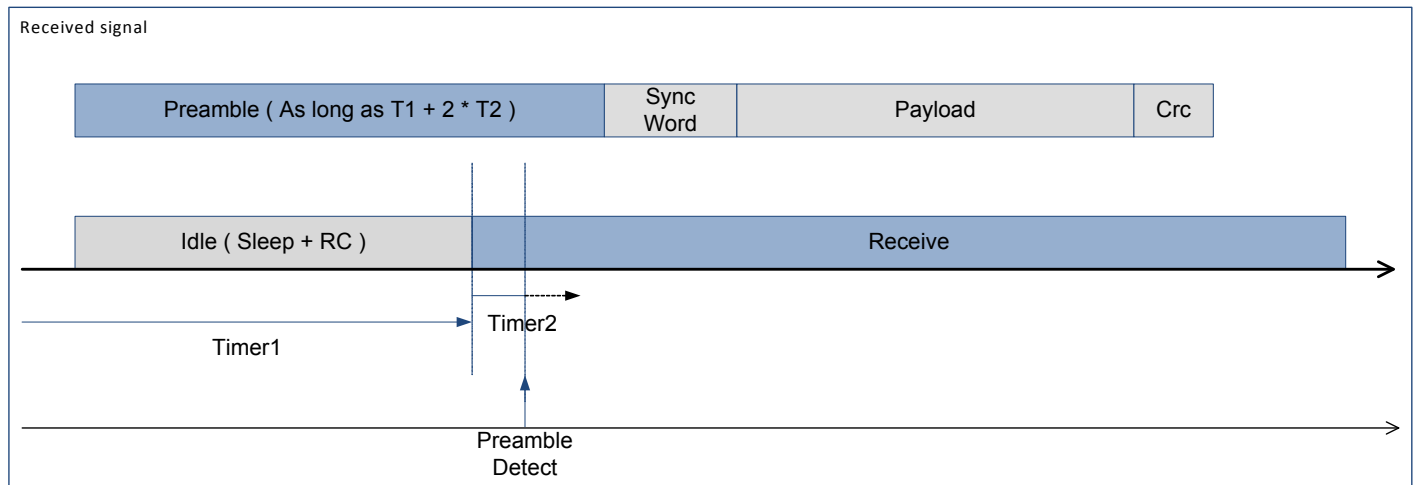 Received signal
Preamble ( As long as T1 + 2 * T2 )
Sync
Word
Payload
Crc
Idle ( Sleep + RC )
Receive
Timer2
Timer1
Preamble
Detect